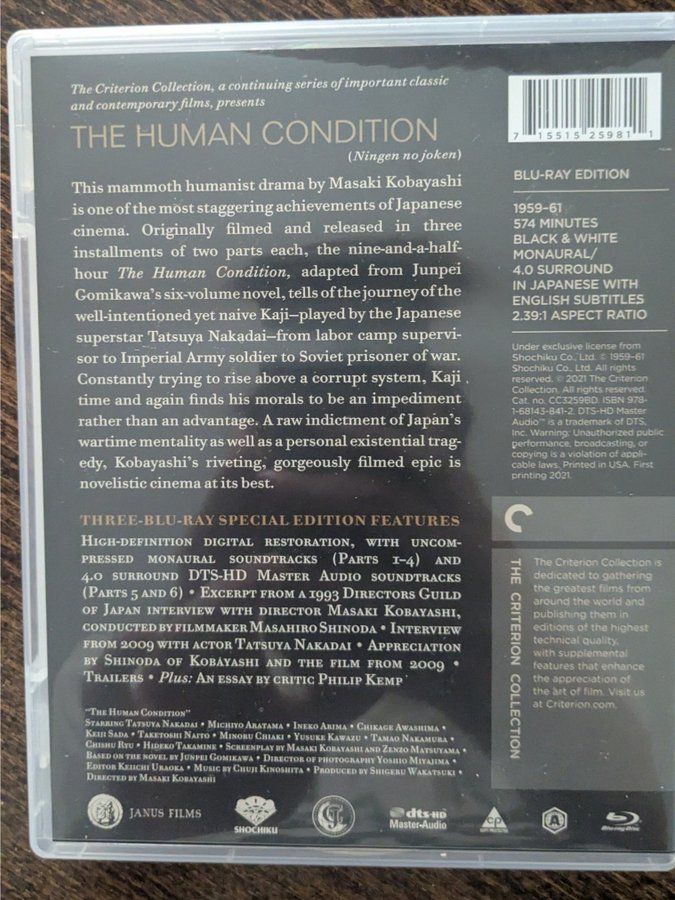 The Criterion Collection, a continuing series of important classic
and contemporary films, presents
THE HUMAN CONDITION
(Ningen no joken)
This mammoth humanist drama by Masaki Kobayashi
is one of the most staggering achievements of Japanese
cinema. Originally filmed and released in three
installments of two parts each, the nine-and-a-half-
hour The Human Condition, adapted from Junpei
Gomikawa's six-volume novel, tells of the journey of the
well-intentioned yet naive Kaji—played by the Japanese
superstar Tatsuya Nakadai—from labor camp supervi-
sor to Imperial Army soldier to Soviet prisoner of war.
Constantly trying to rise above a corrupt system, Kaji
time and again finds his morals to be an impediment
rather than an advantage. A raw indictment of Japan's
wartime mentality as well as a personal existential trag-
edy, Kobayashi's riveting, gorgeously filmed epic is
novelistic cinema at its best.
THREE-BLU-RAY SPECIAL EDITION FEATURES
High-definition digital restoration, with uncom-
pressed monaural soundtracks (Parts 1–4) and
4.0 surround DTS-HD Master Audio soundtracks
(Parts 5 and 6) • Excerpt from a 1993 Directors Guild
of Japan interview with director Masaki Kobayashi,
conducted by filmmaker Masahiro Shinoda • Interview
from 2009 with actor Tatsuya Nakadai • Appreciation
by Shinoda of Kobayashi and the film from 2009 •
Trailers • Plus: An essay by critic Philip Kemp
"The Human Condition"
Starring Tatsuya Nakadai • Michiyo Aratama • Ineko Arima • Chikage Awashima •
Keiji Sada • Taketoshi Naito • Minoru Chiaki • Yusuke Kawazu • Tamao Nakamura •
Chishu Ryu • Hideko Takamine • Screenplay by Masaki Kobayashi and Zenzo Matsuyama •
Based on the novel by Junpei Gomikawa • Director of photography Yoshio Miyajima •
Editor Keiichi Uraoka • Music by Chuji Kinoshita • Produced by Shigeru Wakatsuki •
Directed by Masaki Kobayashi
JANUS FILMS
SHOCHIKU
dts-HD
Master Audio
CP
A
Blu-ray Disc
7 15515 25981 1
BLU-RAY EDITION
1959–61
574 MINUTES
BLACK & WHITE
MONAURAL/
4.0 SURROUND
IN JAPANESE WITH
ENGLISH SUBTITLES
2.39:1 ASPECT RATIO
Under exclusive license from
Shochiku Co., Ltd. © 1959–61
Shochiku Co., Ltd. All rights
reserved. © 2021 The Criterion
Collection. All rights reserved.
Cat. no. CC3259BD. ISBN 978-
1-68143-841-2. DTS-HD Master
Audio™ is a trademark of DTS,
Inc. Warning: Unauthorized public
performance, broadcasting, or
copying is a violation of appli-
cable laws. Printed in USA. First
printing 2021.
THE CRITERION COLLECTION
The Criterion Collection is
dedicated to gathering
the greatest films from
around the world and
publishing them in
editions of the highest
technical quality,
with supplemental
features that enhance
the appreciation of
the art of film. Visit us
at Criterion.com.